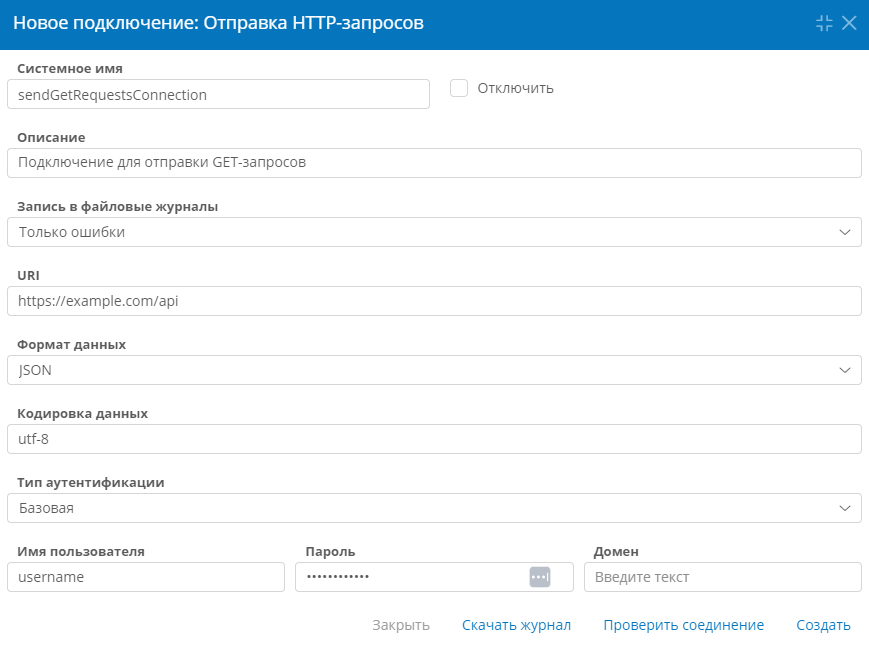 Новое подключение: Отправка HTTP-запросов
Системное имя
sendGetRequestsConnection
Отключить
Описание
Подключение для отправки GET-запросов
Запись в файловые журналы
Только ошибки
URI
https://example.com/api
Формат данных
JSON
Кодировка данных
utf-8
Тип аутентификации
Базовая
Имя пользователя Пароль Домен
username •••••••••••• Введите текст
Закрыть Скачать журнал Проверить соединение Создать